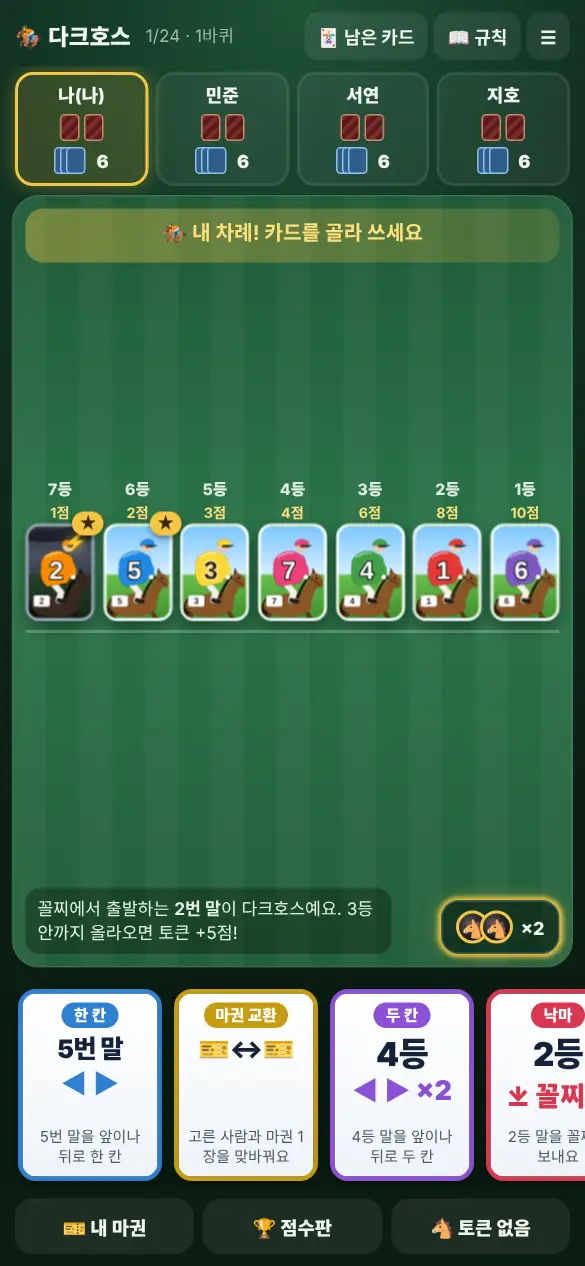 다크호스 1/24 · 1바퀴 남은 카드 규칙
나(나) 민준 서연 지호
6 6 6 6
내 차례! 카드를 골라 쓰세요
7등 6등 5등 4등 3등 2등 1등
1점 2점 3점 4점 6점 8점 10점
2 5 3 7 4 1 6
2 5 3 7 4 1 6
꼴찌에서 출발하는 2번 말이 다크호스예요. 3등
안까지 올라오면 토큰 +5점!
×2
한 칸
5번 말
5번 말을 앞이나
뒤로 한 칸
마권 교환
고른 사람과 마권 1
장을 맞바꿔요
두 칸
4등
×2
4등 말을 앞이나
뒤로 두 칸
낙마
2등
꼴찌
2등 말을 꼴찌
보내요
내 마권 점수판 토큰 없음